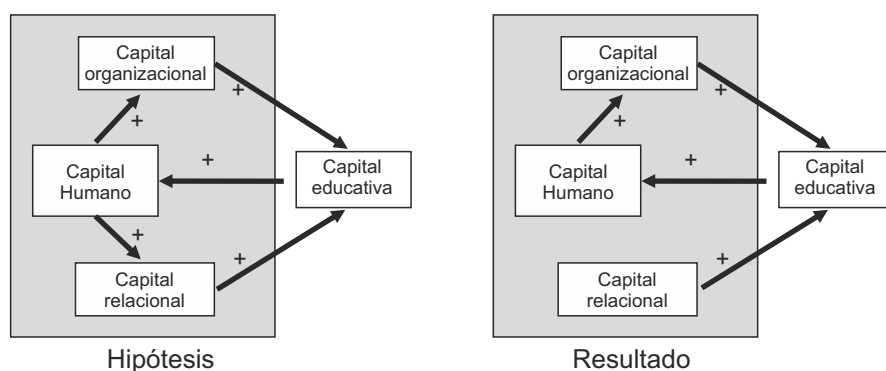 Capital
organizacional
+
+
Capital
Humano
+
Capital
educativa
+
+
Capital
relacional
Hipótesis
Capital
organizacional
+
+
Capital
Humano
+
Capital
educativa
+
Capital
relacional
Resultado